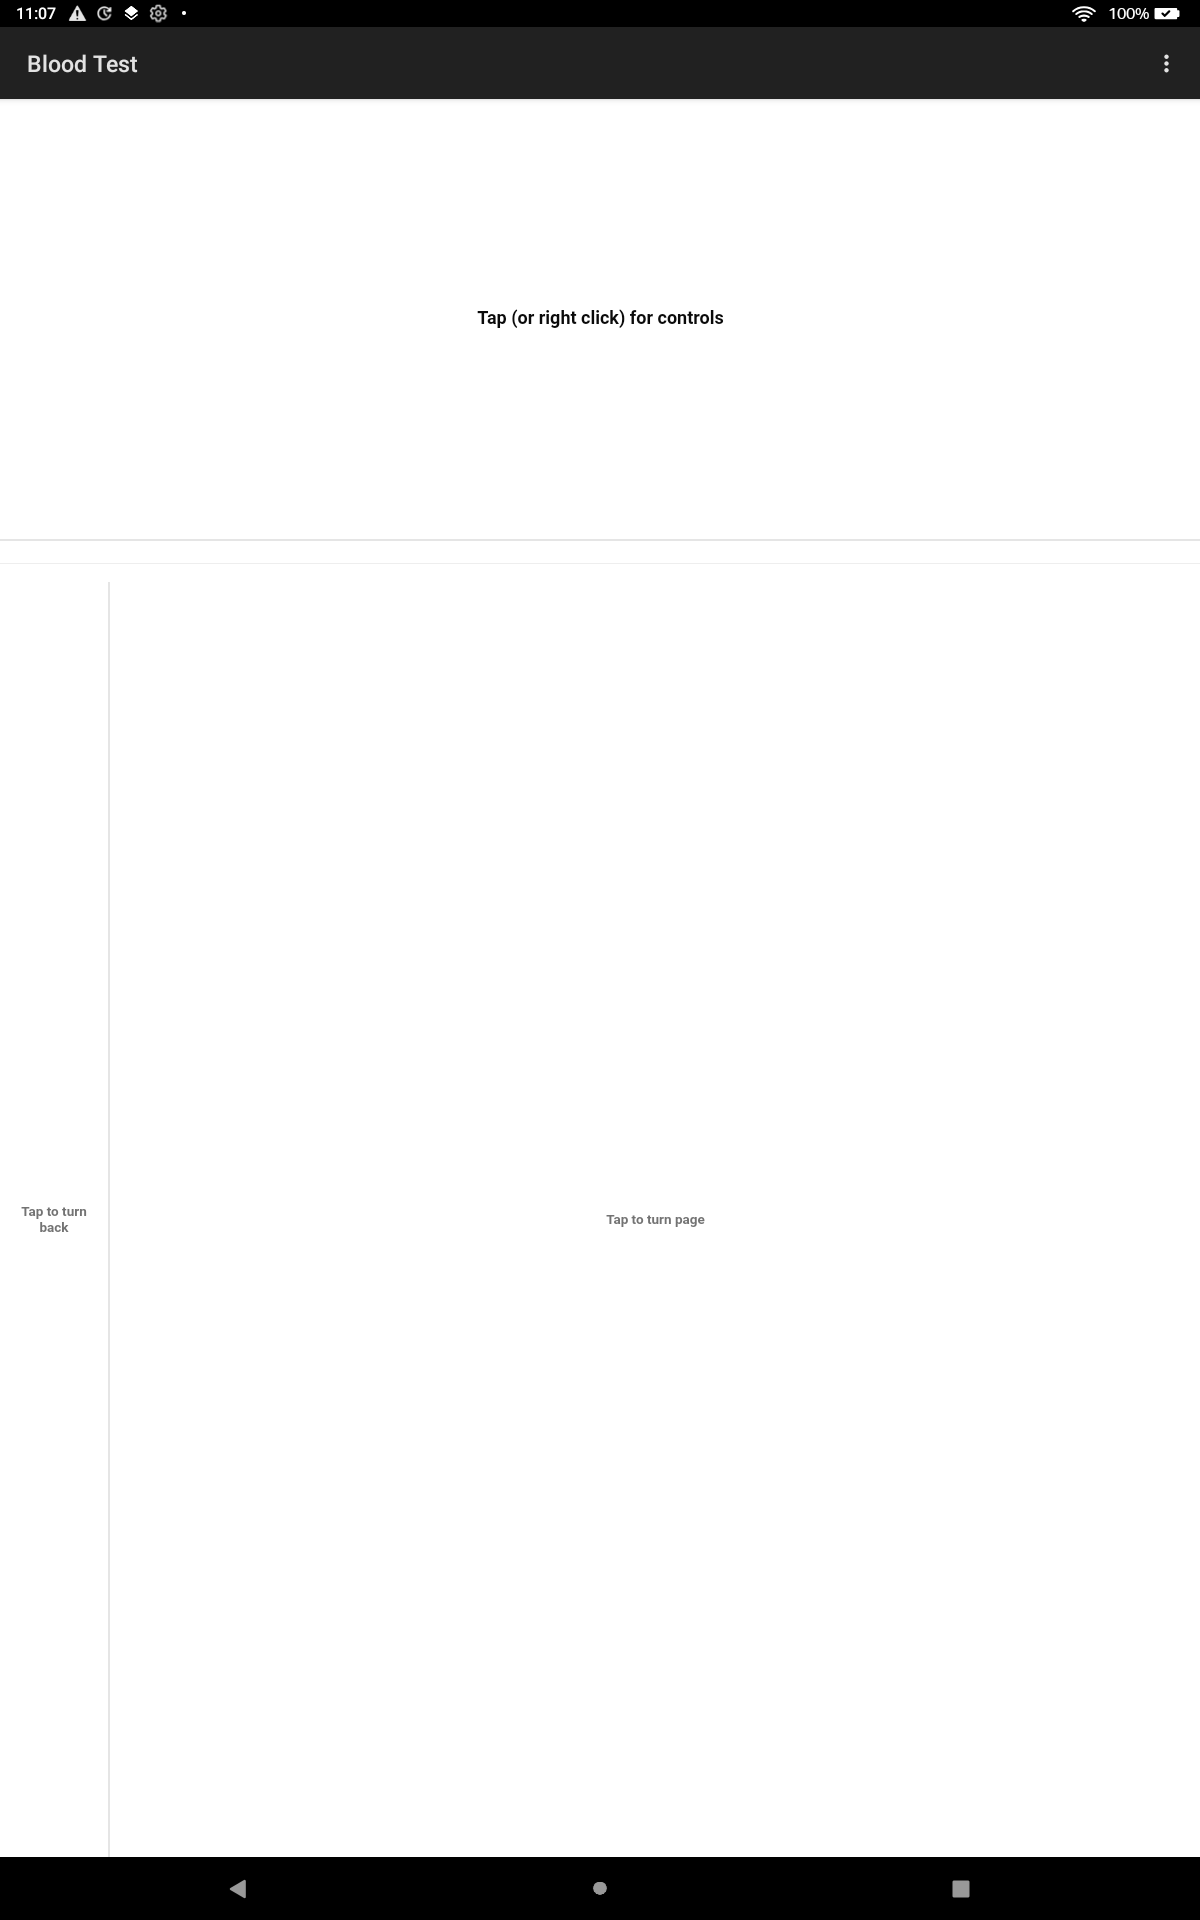 11:07
100%
Blood Test
Tap (or right click) for controls
Tap to turn
back
Tap to turn page